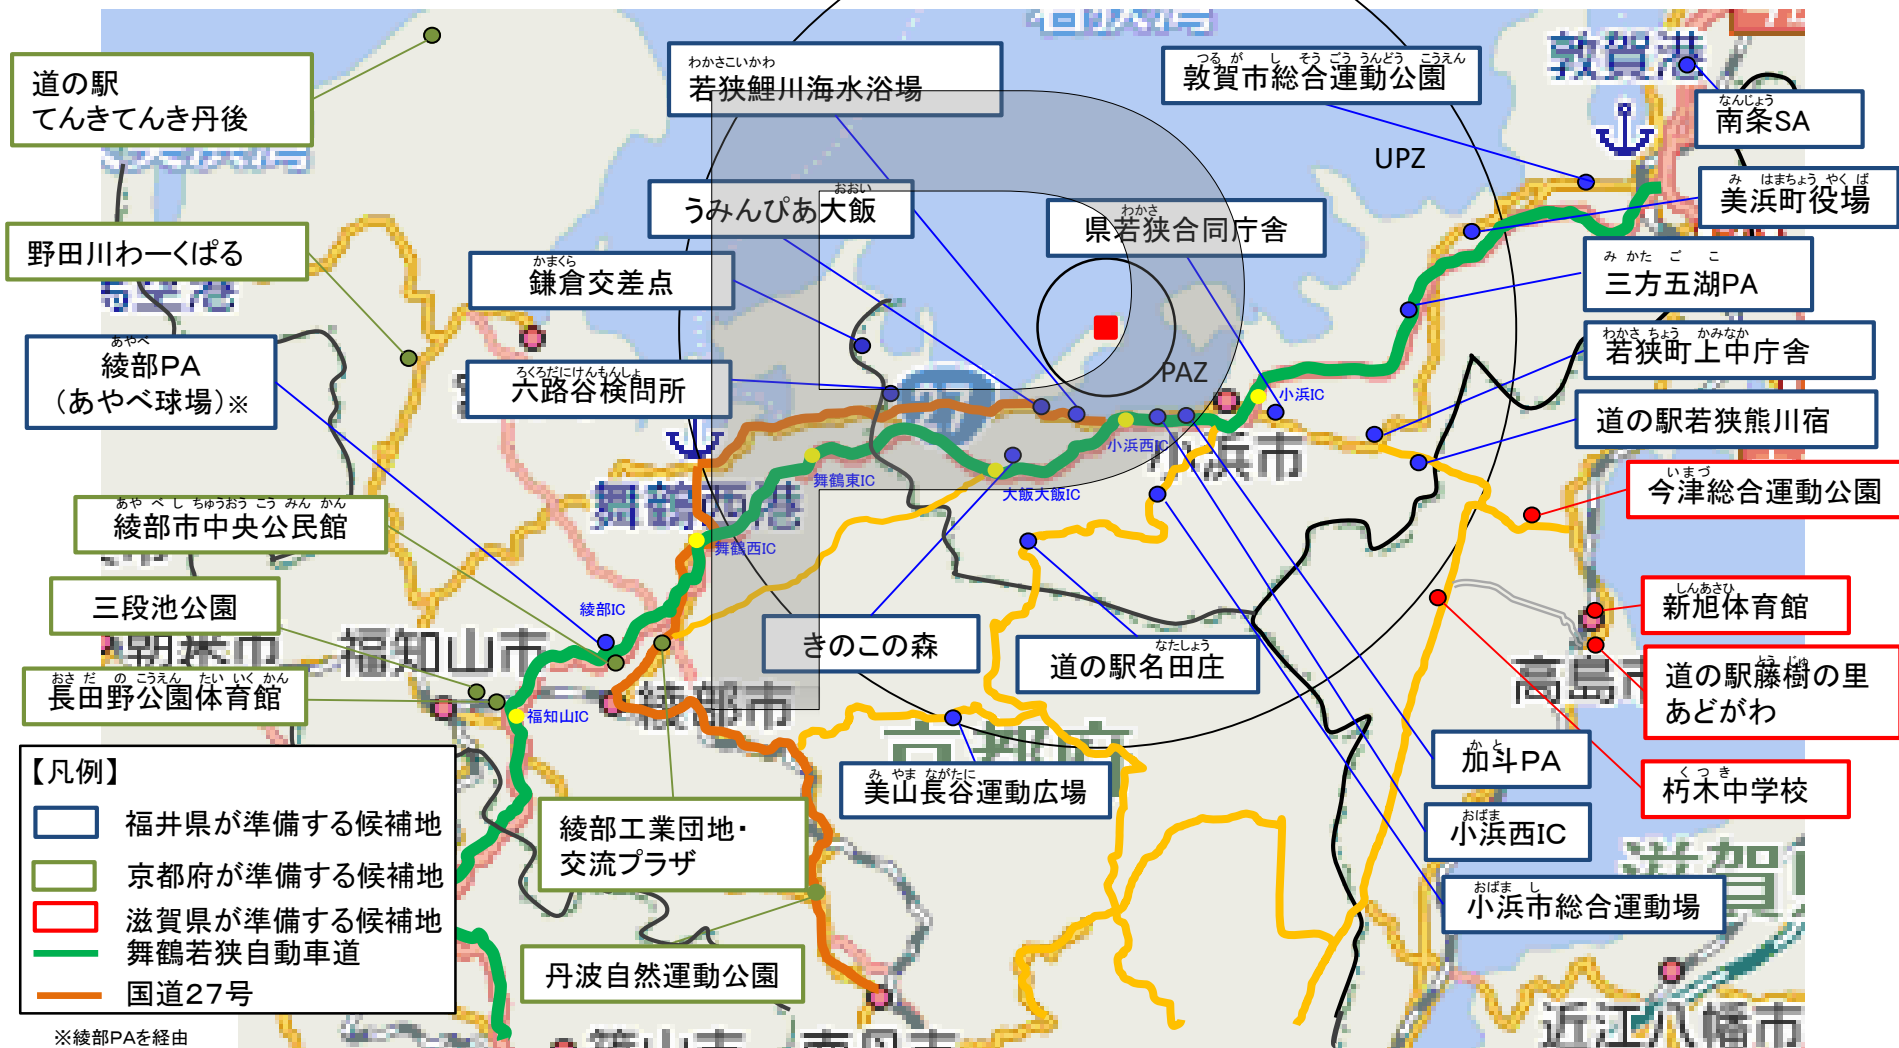 若狭湾
道の駅
てんきてんき丹後
わかさこいかわ
若狭鯉川海水浴場
つるが し そうごううんどう こうえん
敦賀市総合運動公園
敦賀港
なんじょう
南条SA
UPZ
み はまちょう やく ば
美浜町役場
おおい
うみんぴあ大飯
わかさ
県若狭合同庁舎
野田川わーくぱる
かまくら
鎌倉交差点
み かた ご こ
三方五湖PA
あやべ
綾部PA
(あやべ球場)※
ろくろだにけんもんしょ
六路谷検問所
PAZ
わかさ ちょう かみなか
若狭町上中庁舎
小浜IC
道の駅若狭熊川宿
小浜西IC
小浜市
舞鶴東IC
大飯大飯IC
いまづ
今津総合運動公園
舞鶴西港
あや べ し ちゅうおう こう みん かん
綾部市中央公民館
舞鶴西IC
綾部IC
三段池公園
しんあさひ
新旭体育館
朝来市
福知山市
きのこの森
なたしょう
道の駅名田庄
おさ だ の こうえん たい いく かん
長田野公園体育館
高島市
とう じゅ
道の駅藤樹の里
あどがわ
福知山IC
綾部市
京都府
か と
加斗PA
み やま ながたに
美山長谷運動広場
くつ き
朽木中学校
【凡例】
福井県が準備する候補地
京都府が準備する候補地
滋賀県が準備する候補地
舞鶴若狭自動車道
国道27号
※綾部PAを経由
綾部工業団地・
交流プラザ
おばま
小浜西IC
滋賀
おばま し
小浜市総合運動場
丹波自然運動公園
近江八幡市
篠山市
南丹市